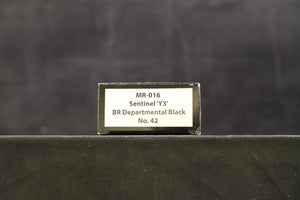 MR-016
Sentinel 'Y3'
BR Departmental Black
No. 42